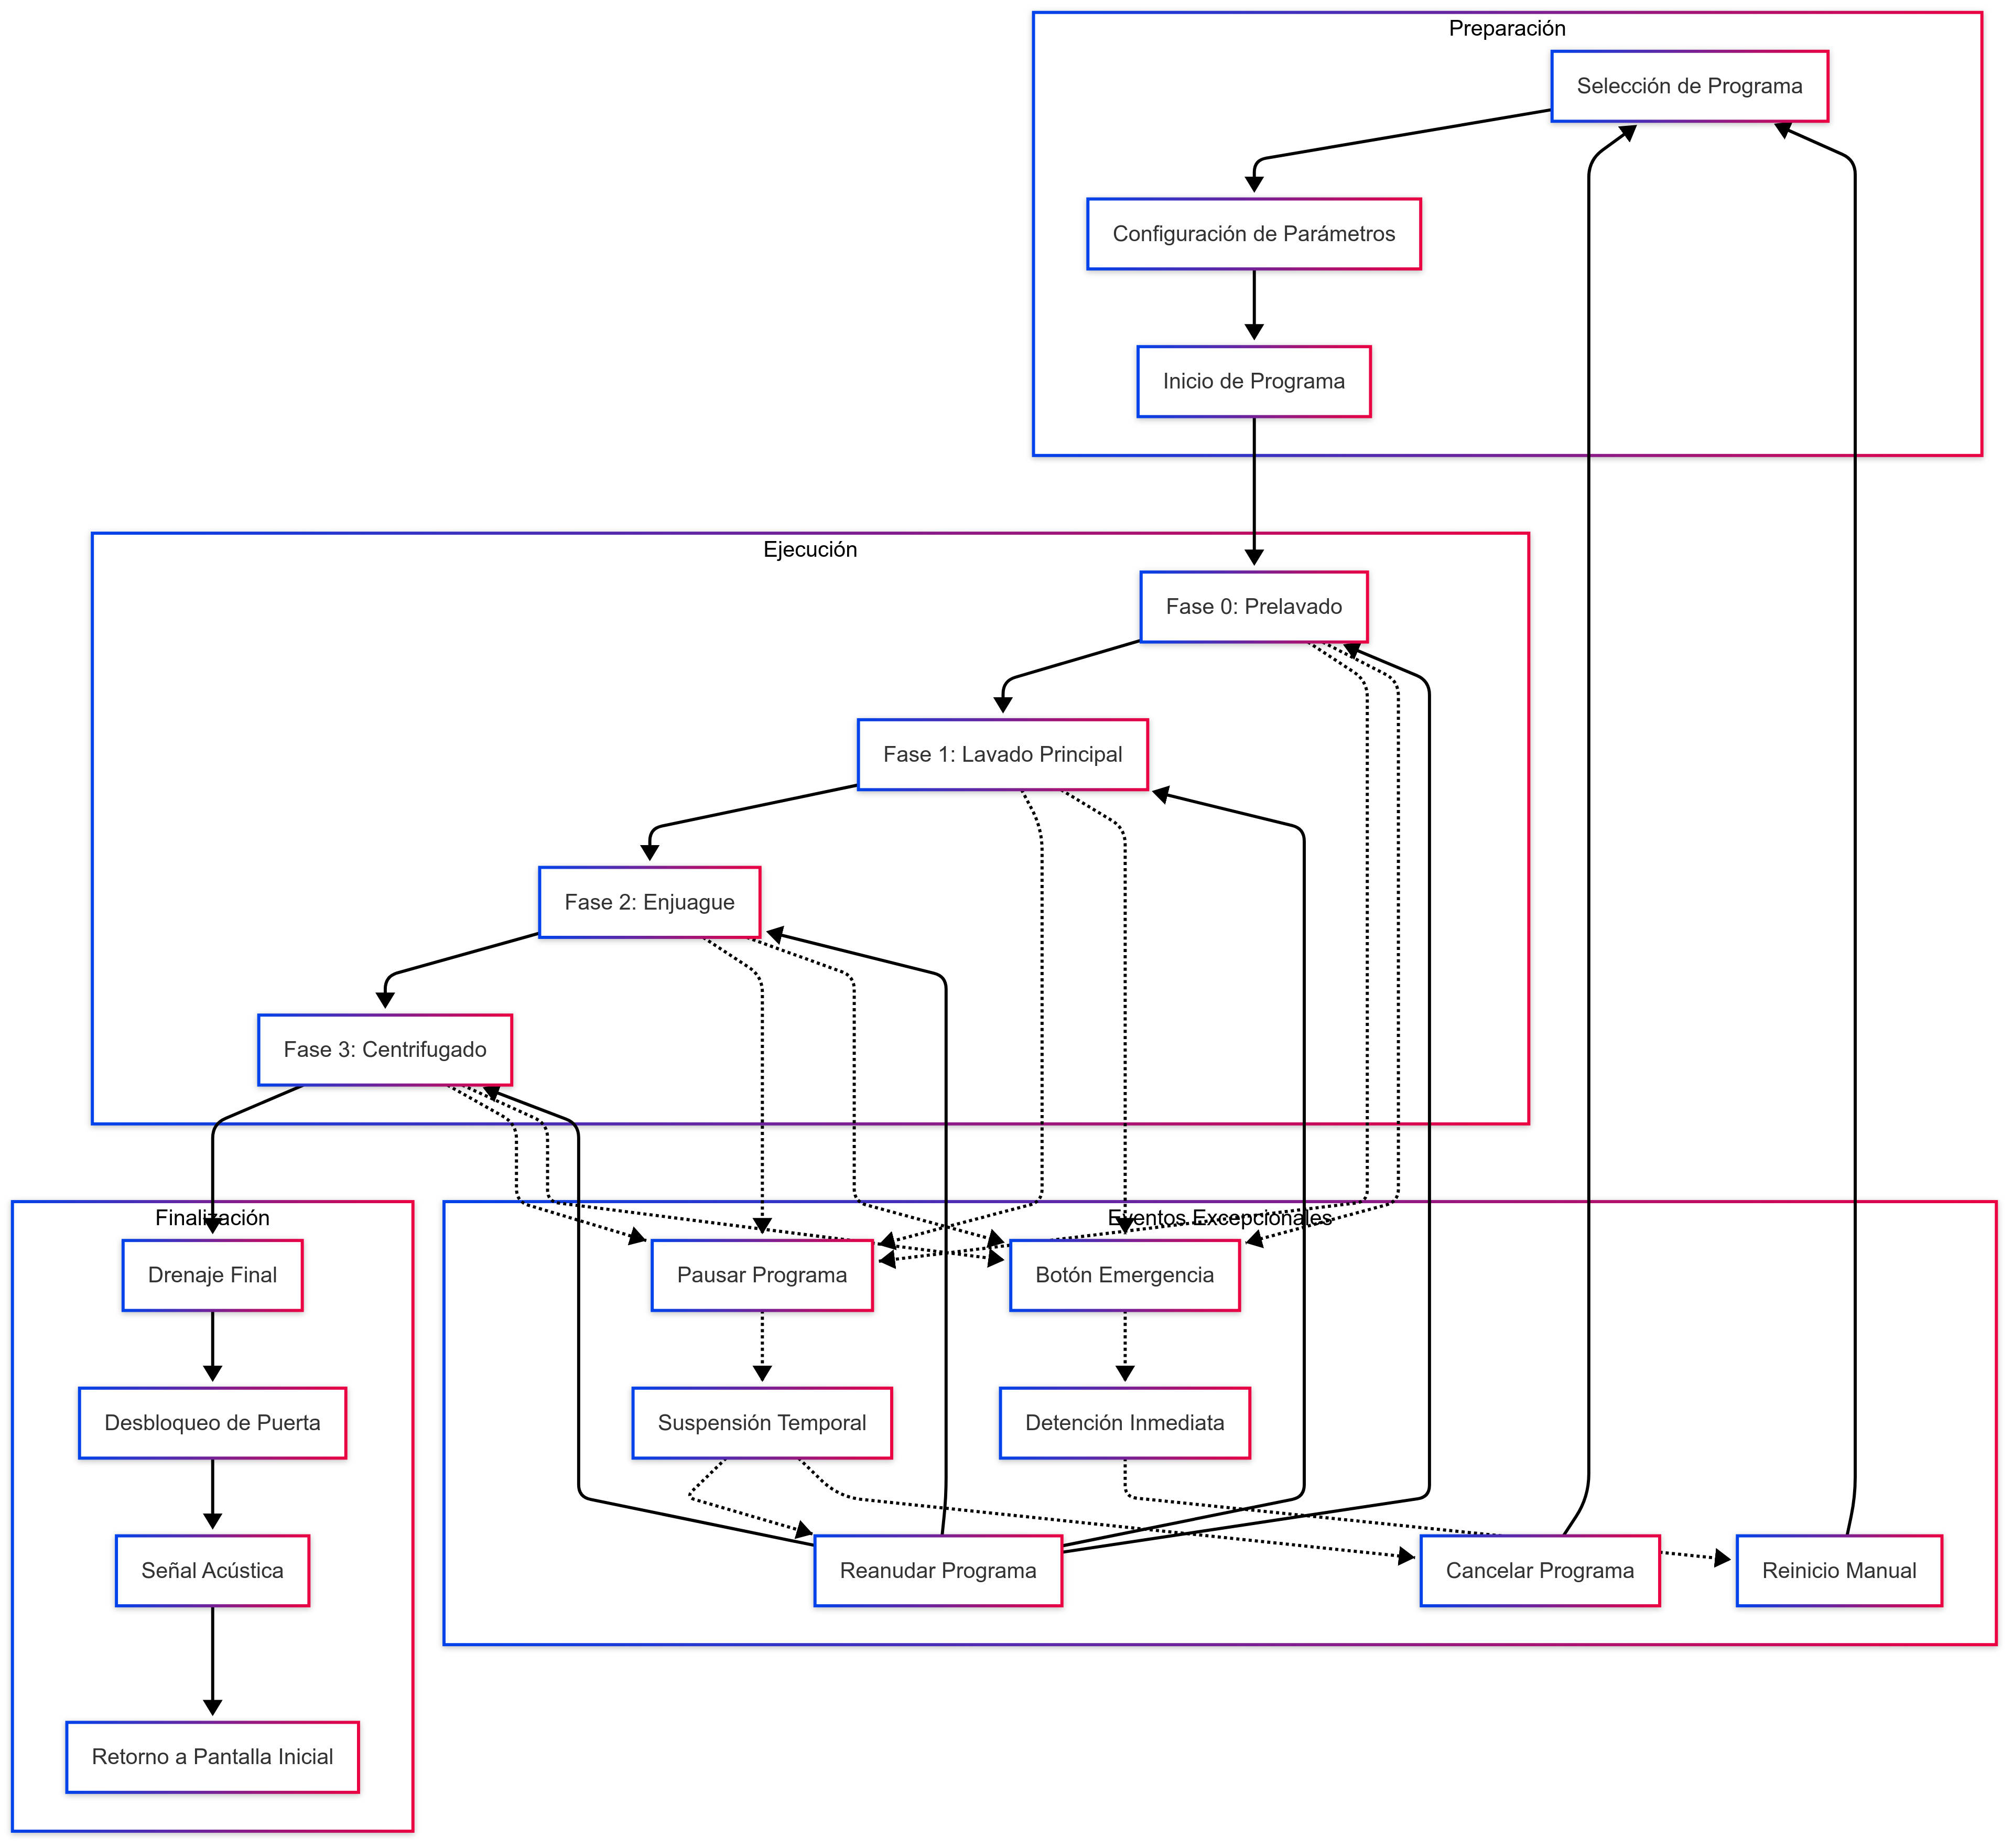 Preparación
Selección de Programa
Configuración de Parámetros
Inicio de Programa
Ejecución
Fase 0: Prelavado
Fase 1: Lavado Principal
Fase 2: Enjuague
Fase 3: Centrifugado
Finalización
Drenaje Final
Desbloqueo de Puerta
Señal Acústica
Retorno a Pantalla Inicial
Eventos Excepcionales
Pausar Programa
Botón Emergencia
Suspensión Temporal
Detención Inmediata
Reanudar Programa
Cancelar Programa
Reinicio Manual